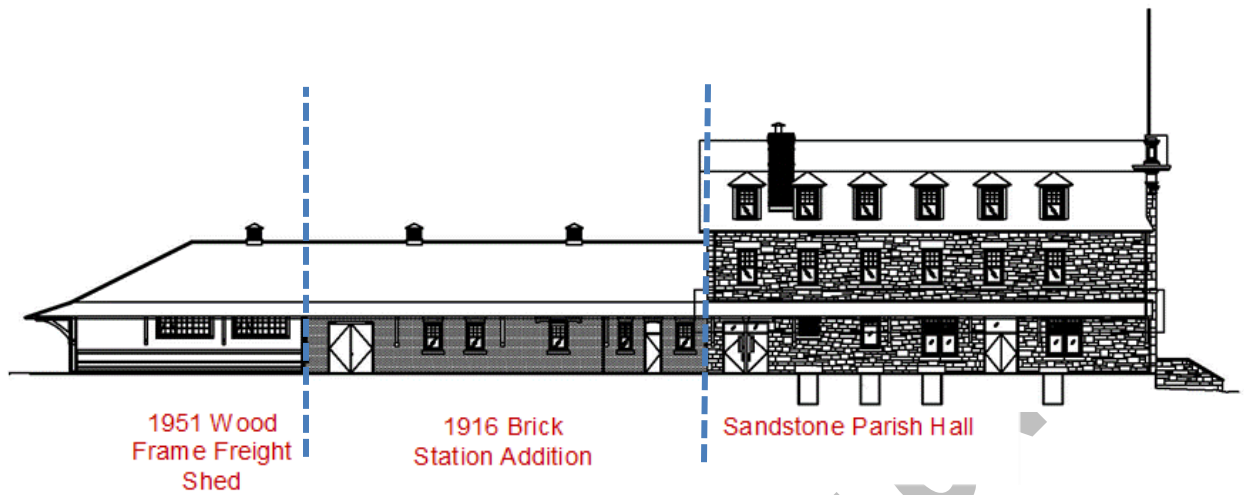 1951 Wood
Frame Freight
Shed
1916 Brick
Station Addition
Sandstone Parish Hall